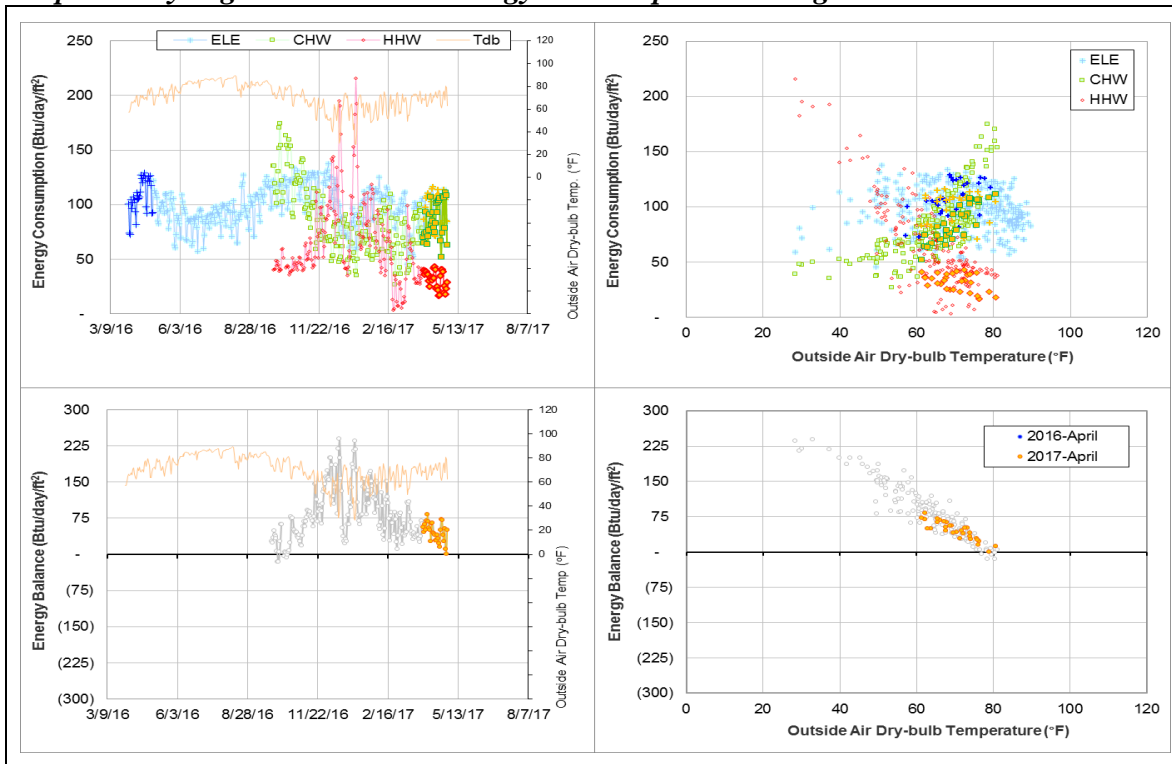 ELE CHW HHW Tdb
Energy Consumption (Btu/day/ft²)
250
200
150
100
50
-
120
100
80
60
40
20
0
Outside Air Dry-bulb Temp. (°F)
3/9/16 6/3/16 8/28/16 11/22/16 2/16/17 5/13/17 8/7/17
Energy Consumption (Btu/day/ft²)
250
200
150
100
50
-
ELE
CHW
HHW
0 20 40 60 80 100 120
Outside Air Dry-bulb Temperature (°F)
Energy Balance (Btu/day/ft²)
300
225
150
75
-
(75)
(150)
(225)
(300)
120
100
80
60
40
20
0
Outside Air Dry-bulb Temp (°F)
3/9/16 6/3/16 8/28/16 11/22/16 2/16/17 5/13/17 8/7/17
Energy Balance (Btu/day/ft²)
300
225
150
75
-
(75)
(150)
(225)
(300)
2016-April
2017-April
0 20 40 60 80 100 120
Outside Air Dry-bulb Temperature (°F)